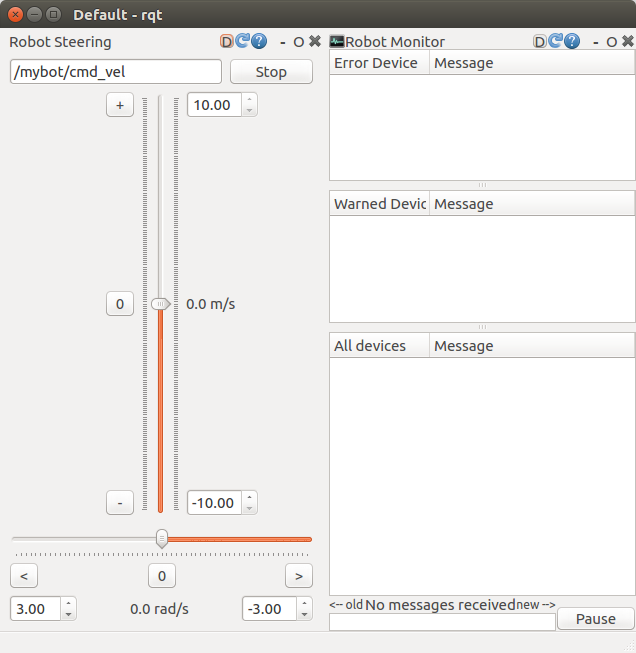 Default - rqt
Robot Steering D ? - O
/mybot/cmd_vel Stop
+ 10.00
0 0.0 m/s
- -10.00
< 0 >
3.00 0.0 rad/s -3.00
Robot Monitor D ? - O
Error Device Message
Warned Devic Message
All devices Message
<-- old No messages received new -->
Pause